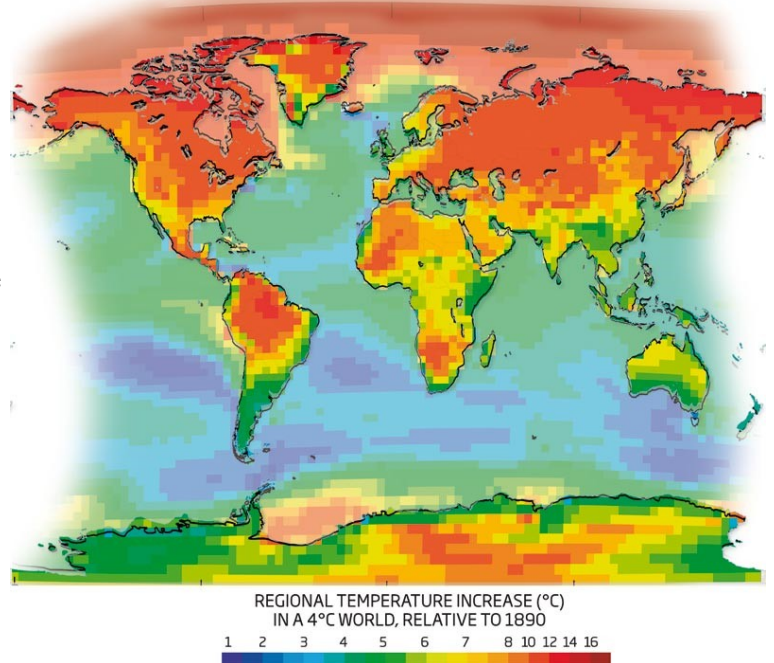 REGIONAL TEMPERATURE INCREASE (°C)
IN A 4°C WORLD, RELATIVE TO 1890
1 2 3 4 5 6 7 8 10 12 14 16